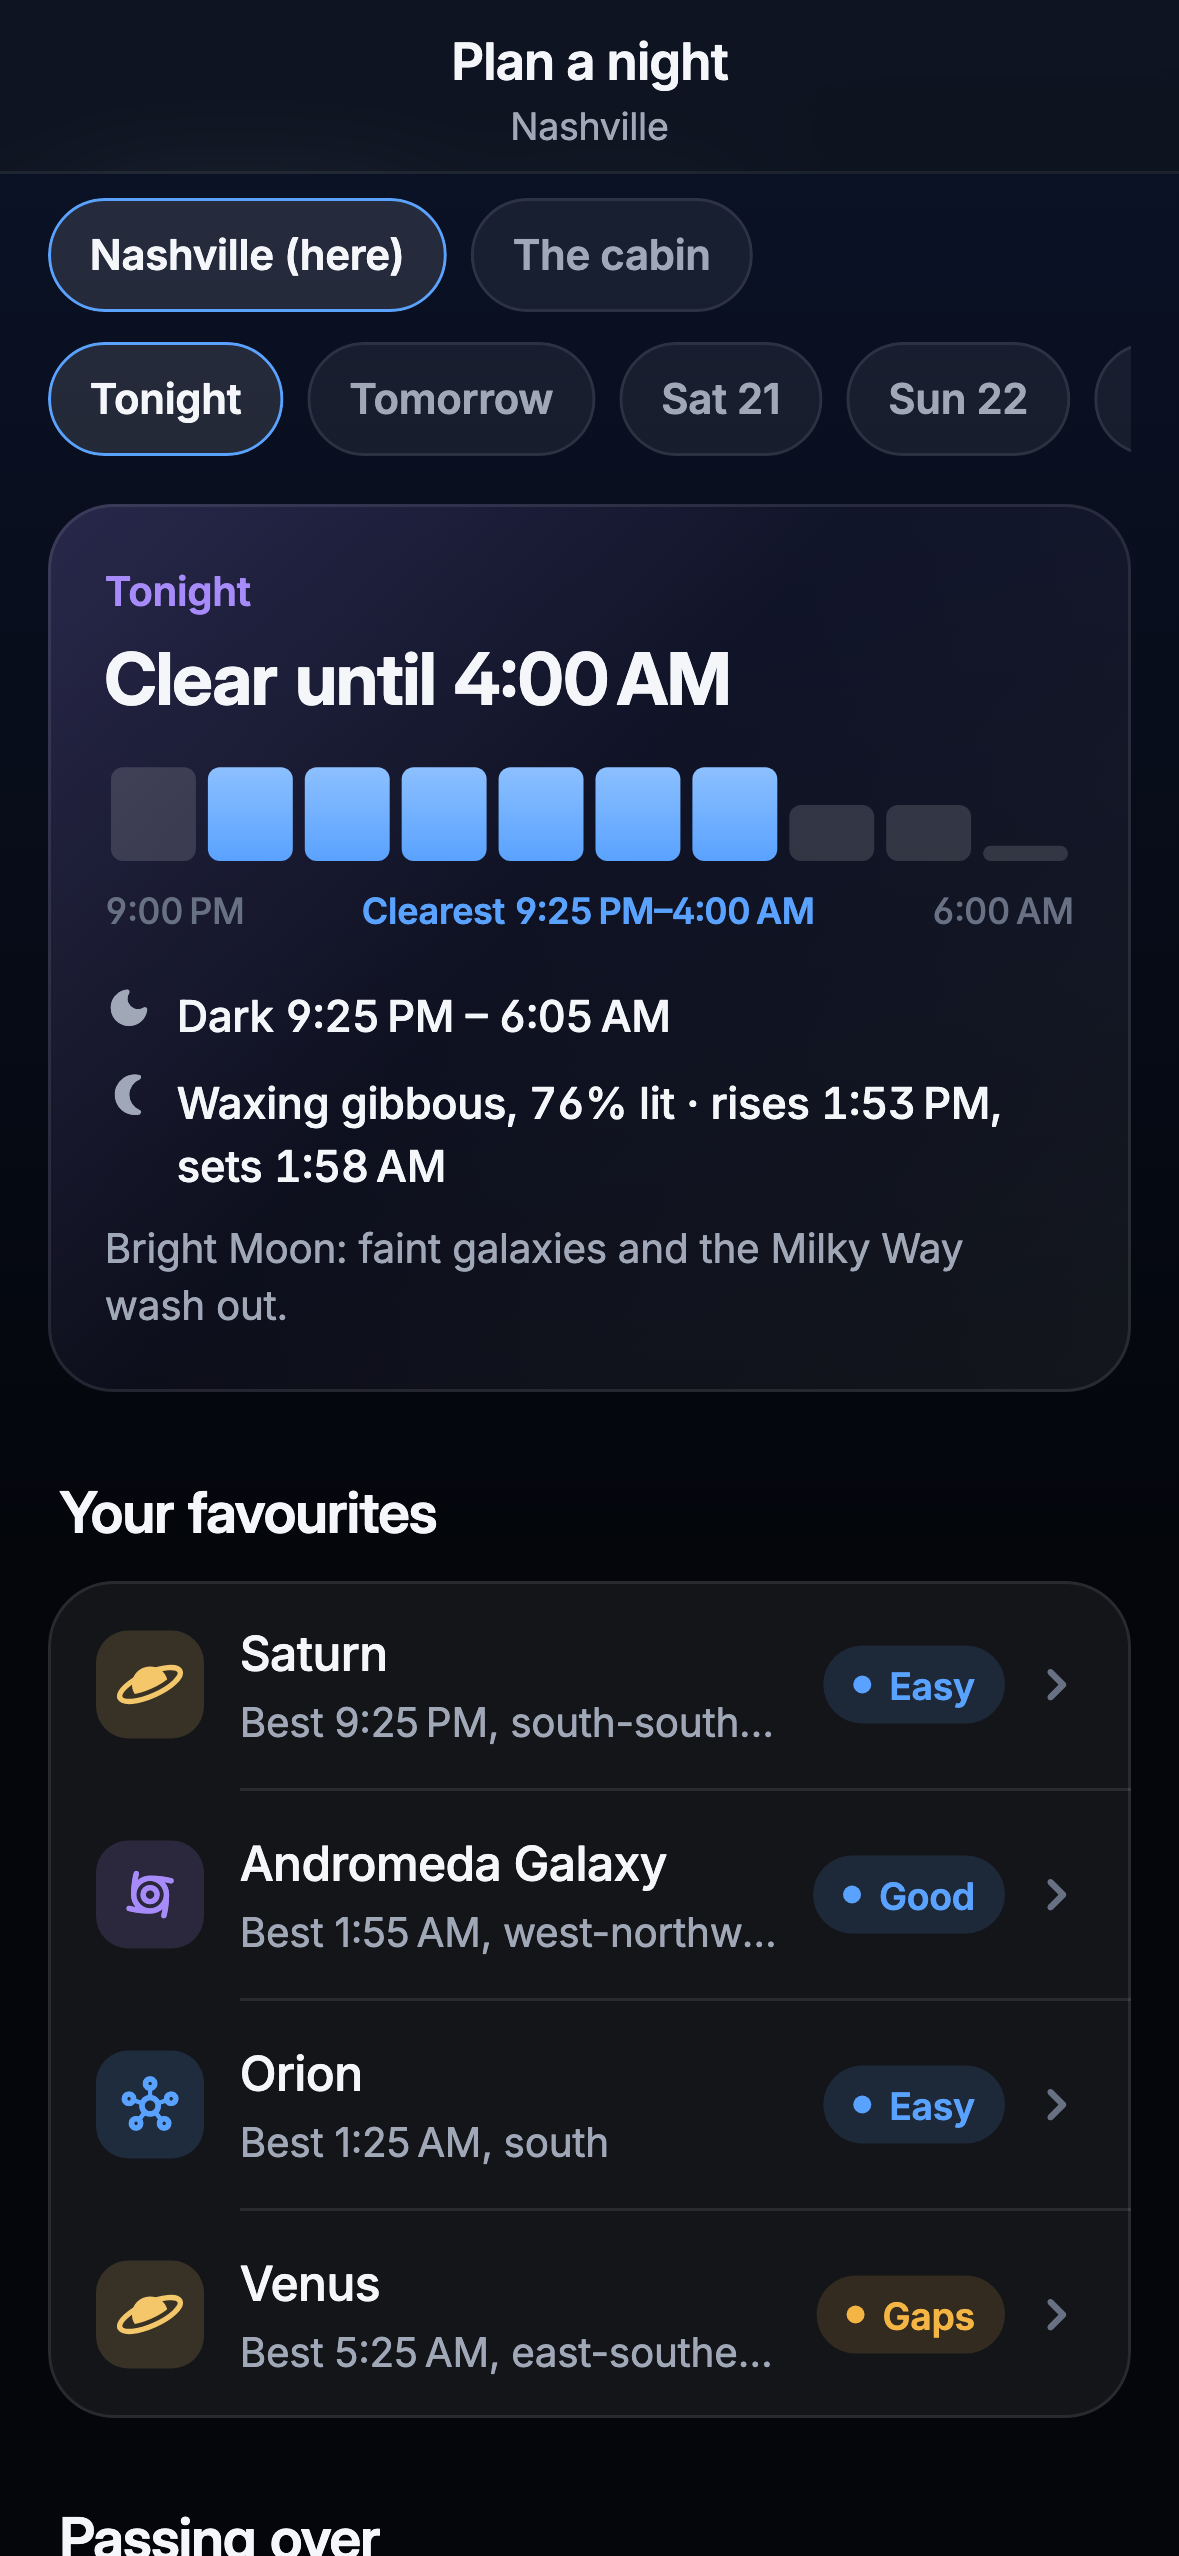 Plan a night
Nashville
Nashville (here)
The cabin
Tonight
Tomorrow
Sat 21
Sun 22
Tonight
Clear until 4:00 AM
9:00 PM
Clearest 9:25 PM–4:00 AM
6:00 AM
Dark 9:25 PM – 6:05 AM
Waxing gibbous, 76% lit · rises 1:53 PM,
sets 1:58 AM
Bright Moon: faint galaxies and the Milky Way
wash out.
Your favourites
Saturn
Best 9:25 PM, south-south...
Easy
Andromeda Galaxy
Best 1:55 AM, west-northw...
Good
Orion
Best 1:25 AM, south
Easy
Venus
Best 5:25 AM, east-southe...
Gaps
Passing over